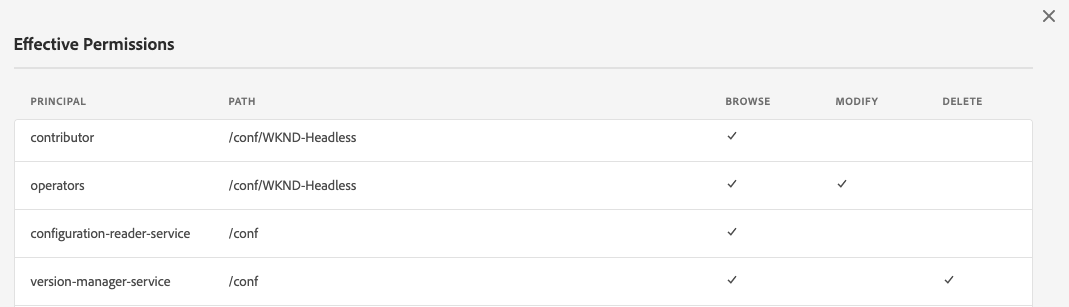 Effective Permissions
PRINCIPAL PATH BROWSE MODIFY DELETE
contributor /conf/WKND-Headless ✓
operators /conf/WKND-Headless ✓ ✓
configuration-reader-service /conf ✓
version-manager-service /conf ✓ ✓